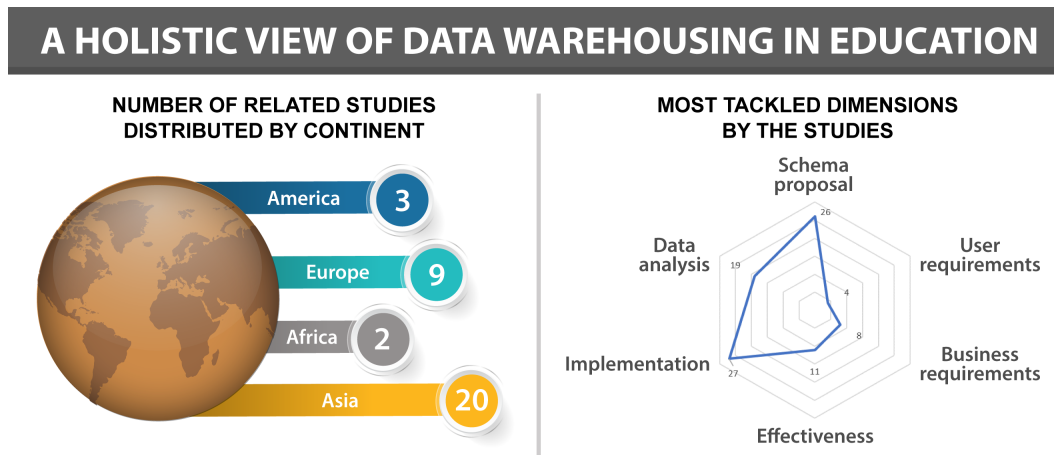 A HOLISTIC VIEW OF DATA WAREHOUSING IN EDUCATION
NUMBER OF RELATED STUDIES
DISTRIBUTED BY CONTINENT
America 3
Europe 9
Africa 2
Asia 20
MOST TACKLED DIMENSIONS
BY THE STUDIES
Schema
proposal
26
User
requirements
4
Business
requirements
8
Effectiveness
11
Implementation
27
Data
analysis
19